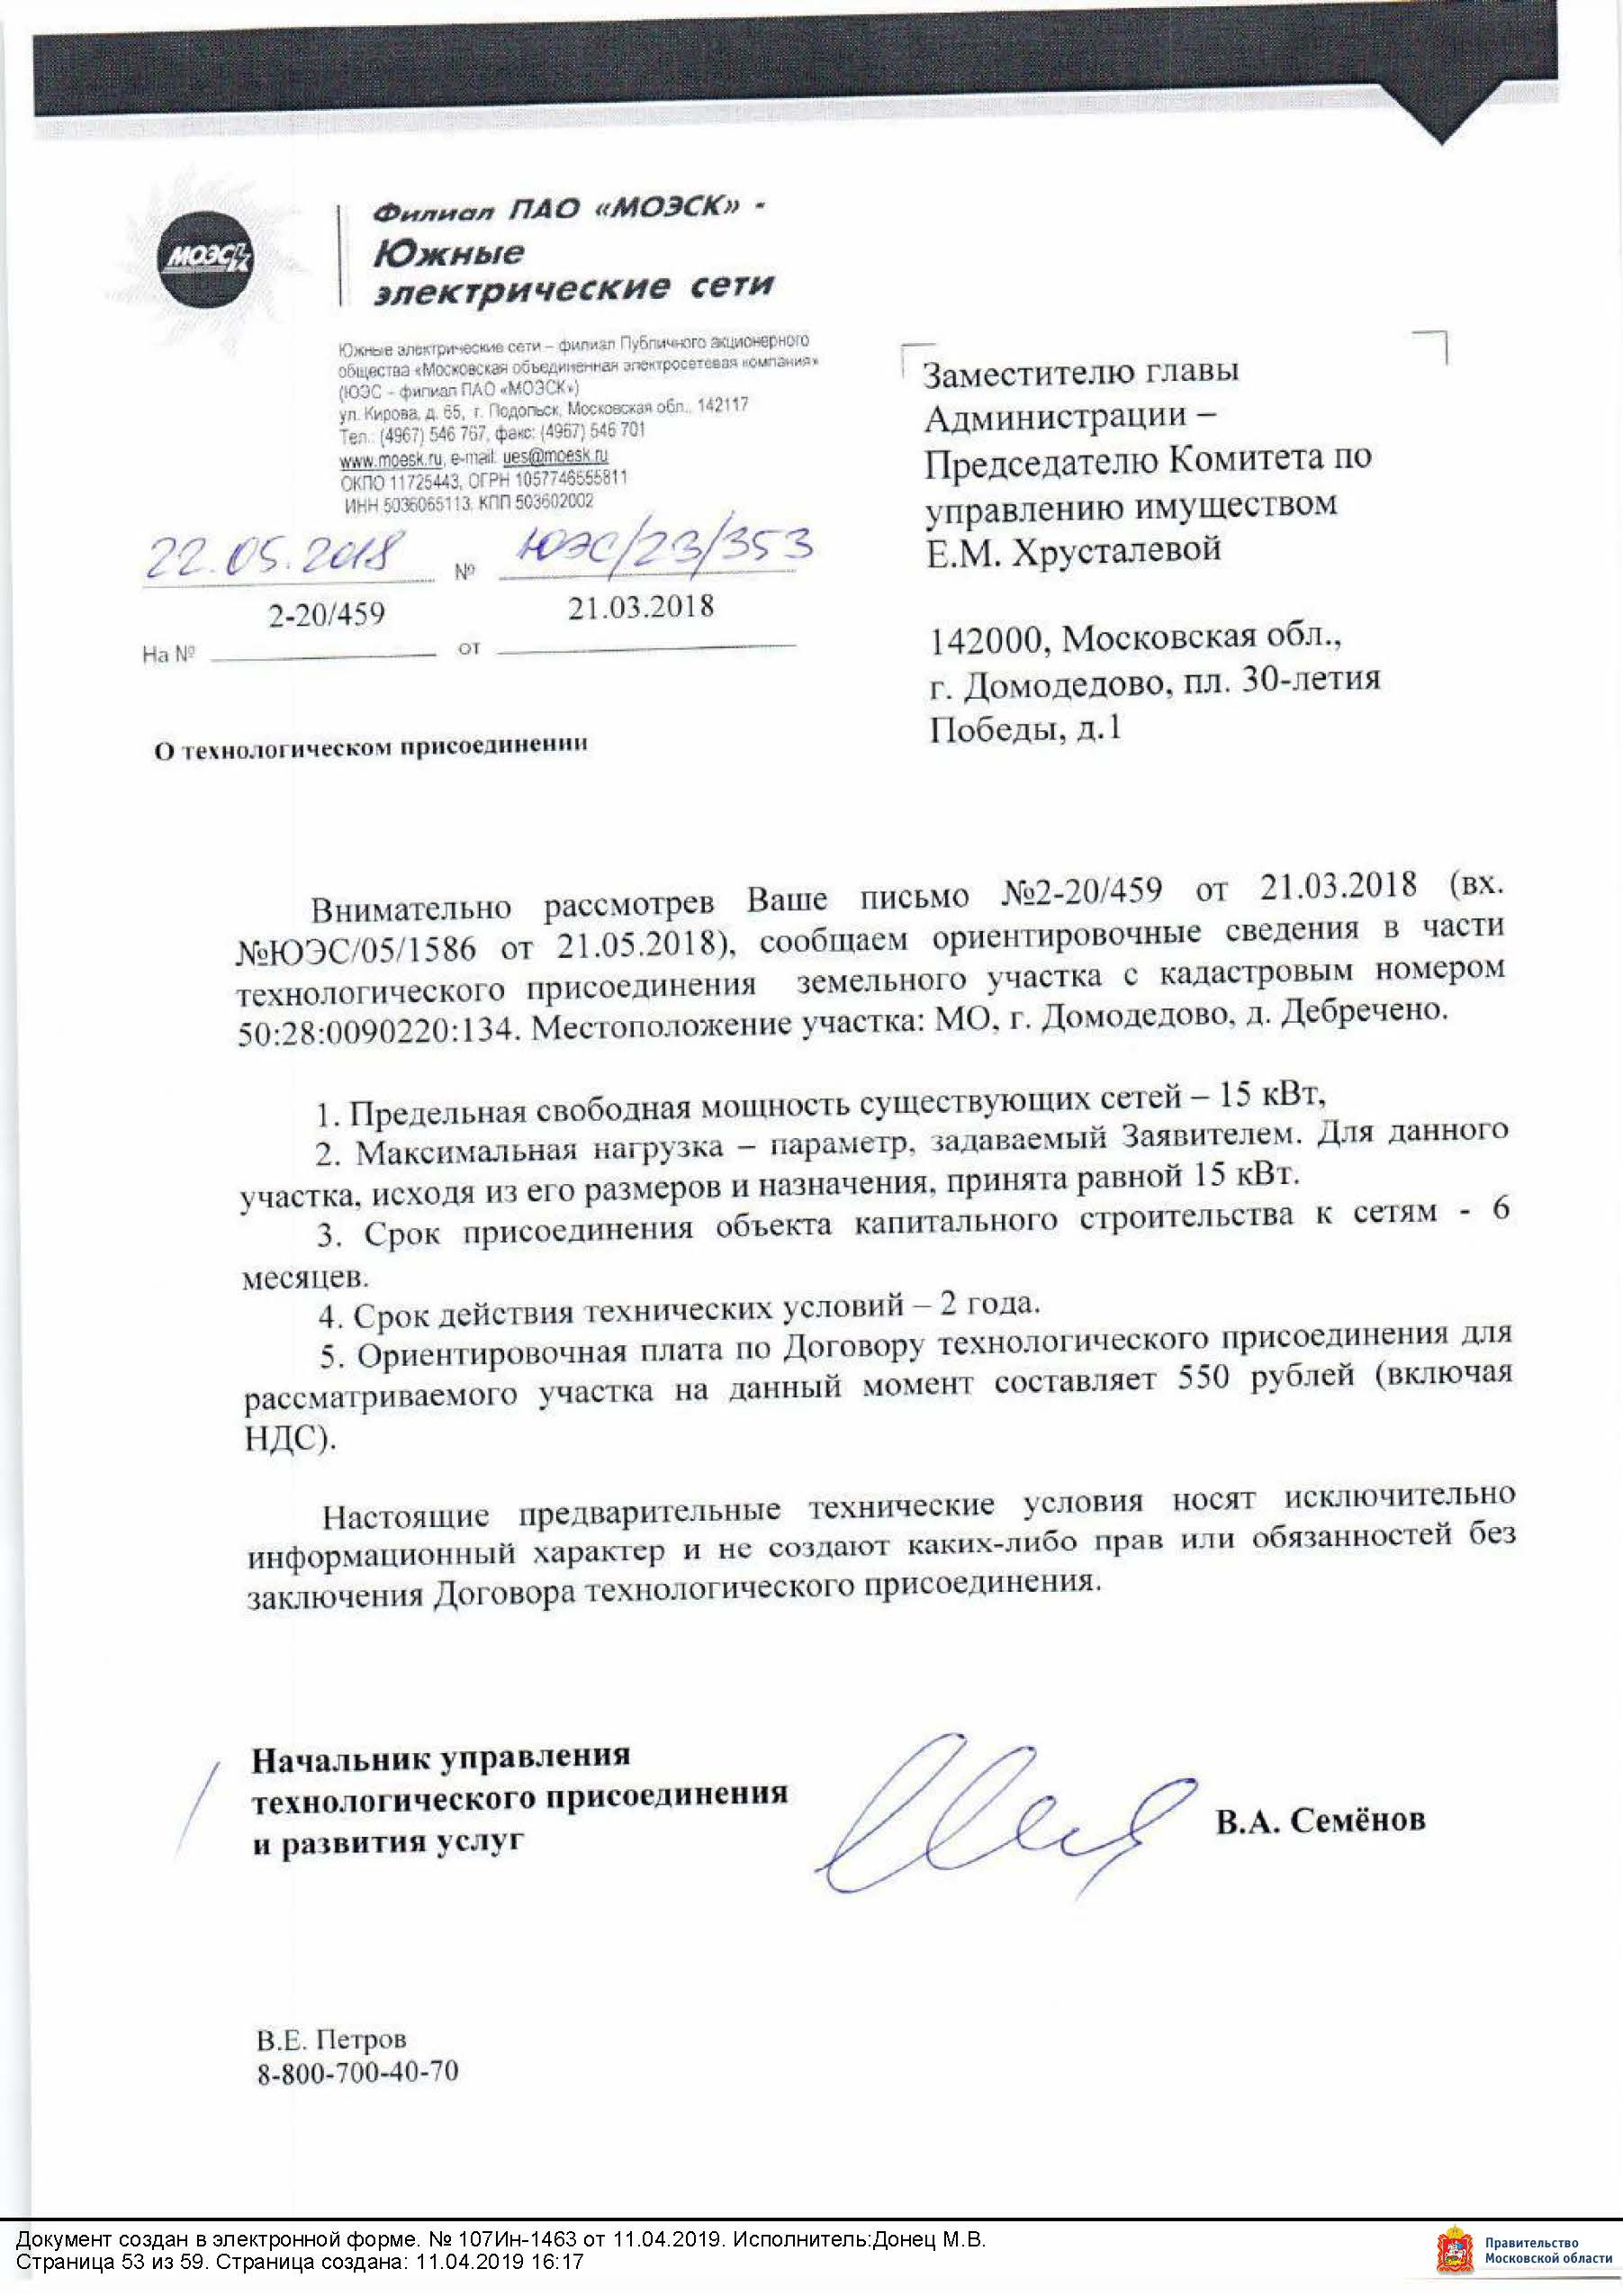 МОЭСК
Филиал ПАО «МОЭСК» -
Южные
электрические сети
Южные электрические сети – филиал Публичного акционерного
общества «Московская объединенная электросетевая компания»
(ЮЭС - филиал ПАО «МОЭСК»)
ул. Кирова, д. 65, г. Подольск, Московская обл., 142117
Тел.: (4967) 546 767, факс: (4967) 546 701
www.moesk.ru, e-mail: ues@moesk.ru
ОКПО 11725443, ОГРН 1057746555811
ИНН 5036065113, КПП 503602002
22.05.2018 № ЮЭС/23/353
2-20/459 21.03.2018
На № от
О технологическом присоединении
Заместителю главы
Администрации –
Председателю Комитета по
управлению имуществом
Е.М. Хрусталевой
142000, Московская обл.,
г. Домодедово, пл. 30-летия
Победы, д.1
Внимательно рассмотрев Ваше письмо №2-20/459 от 21.03.2018 (вх.
№ЮЭС/05/1586 от 21.05.2018), сообщаем ориентировочные сведения в части
технологического присоединения земельного участка с кадастровым номером
50:28:0090220:134. Местоположение участка: МО, г. Домодедово, д. Дебречено.
1. Предельная свободная мощность существующих сетей – 15 кВт,
2. Максимальная нагрузка – параметр, задаваемый Заявителем. Для данного
участка, исходя из его размеров и назначения, принята равной 15 кВт.
3. Срок присоединения объекта капитального строительства к сетям - 6
месяцев.
4. Срок действия технических условий – 2 года.
5. Ориентировочная плата по Договору технологического присоединения для
рассматриваемого участка на данный момент составляет 550 рублей (включая
НДС).
Настоящие предварительные технические условия носят исключительно
информационный характер и не создают каких-либо прав или обязанностей без
заключения Договора технологического присоединения.
Начальник управления
технологического присоединения
и развития услуг
В.А. Семёнов
В.Е. Петров
8-800-700-40-70
Документ создан в электронной форме. № 107Ин-1463 от 11.04.2019. Исполнитель:Донец М.В.
Страница 53 из 59. Страница создана: 11.04.2019 16:17
Правительство
Московской области